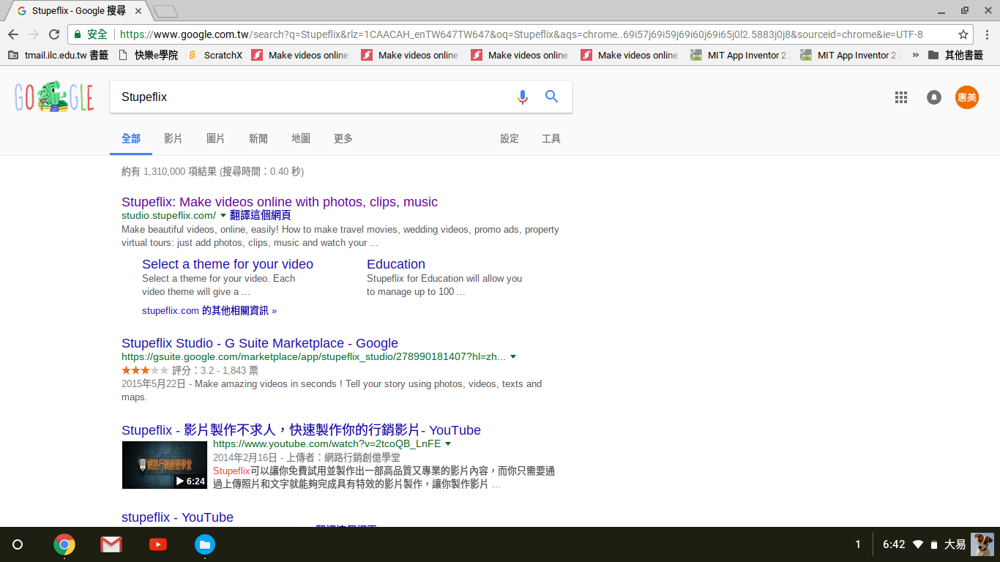 Stupeflix - Google 搜尋
安全 https://www.google.com.tw/search?q=Stupeflix&rlz=1CAACAH_enTW647TW647&oq=Stupeflix&aqs=chrome..69i57j69i59j69i60j69i65j0l2.5883j0j8&sourceid=chrome&ie=UTF-8
tmail.ilc.edu.tw 書籤 快樂e學院 ScratchX Make videos online Make videos online Make videos online Make videos online MIT App Inventor 2 MIT App Inventor 2 » 其他書籤
GOOGLE
Stupeflix
惠美
全部 影片 圖片 新聞 地圖 更多 設定 工具
約有 1,310,000 項結果 (搜尋時間：0.40 秒)
Stupeflix: Make videos online with photos, clips, music
studio.stupeflix.com/ 翻譯這個網頁
Make beautiful videos, online, easily! How to make travel movies, wedding videos, promo ads, property
virtual tours: just add photos, clips, music and watch your ...
Select a theme for your video
Select a theme for your video. Each
video theme will give a ...
Education
Stupeflix for Education will allow you
to manage up to 100 ...
stupeflix.com 的其他相關資訊 »
Stupeflix Studio - G Suite Marketplace - Google
https://gsuite.google.com/marketplace/app/stupeflix_studio/278990181407?hl=zh...
評分：3.2 - 1,843 票
2015年5月22日 - Make amazing videos in seconds ! Tell your story using photos, videos, texts and
maps.
Stupeflix - 影片製作不求人，快速製作你的行銷影片- YouTube
網路行銷創億學堂
6:24
https://www.youtube.com/watch?v=2tcoQB_LnFE
2014年2月16日 - 上傳者：網路行銷創億學堂
Stupeflix可以讓你免費試用並製作出一部高品質又專業的影片內容，而你只需要通
過上傳照片和文字就能夠完成具有特效的影片製作，讓你製作影片 ...
stupeflix - YouTube
翻譯這個網頁
1 6:42 大易